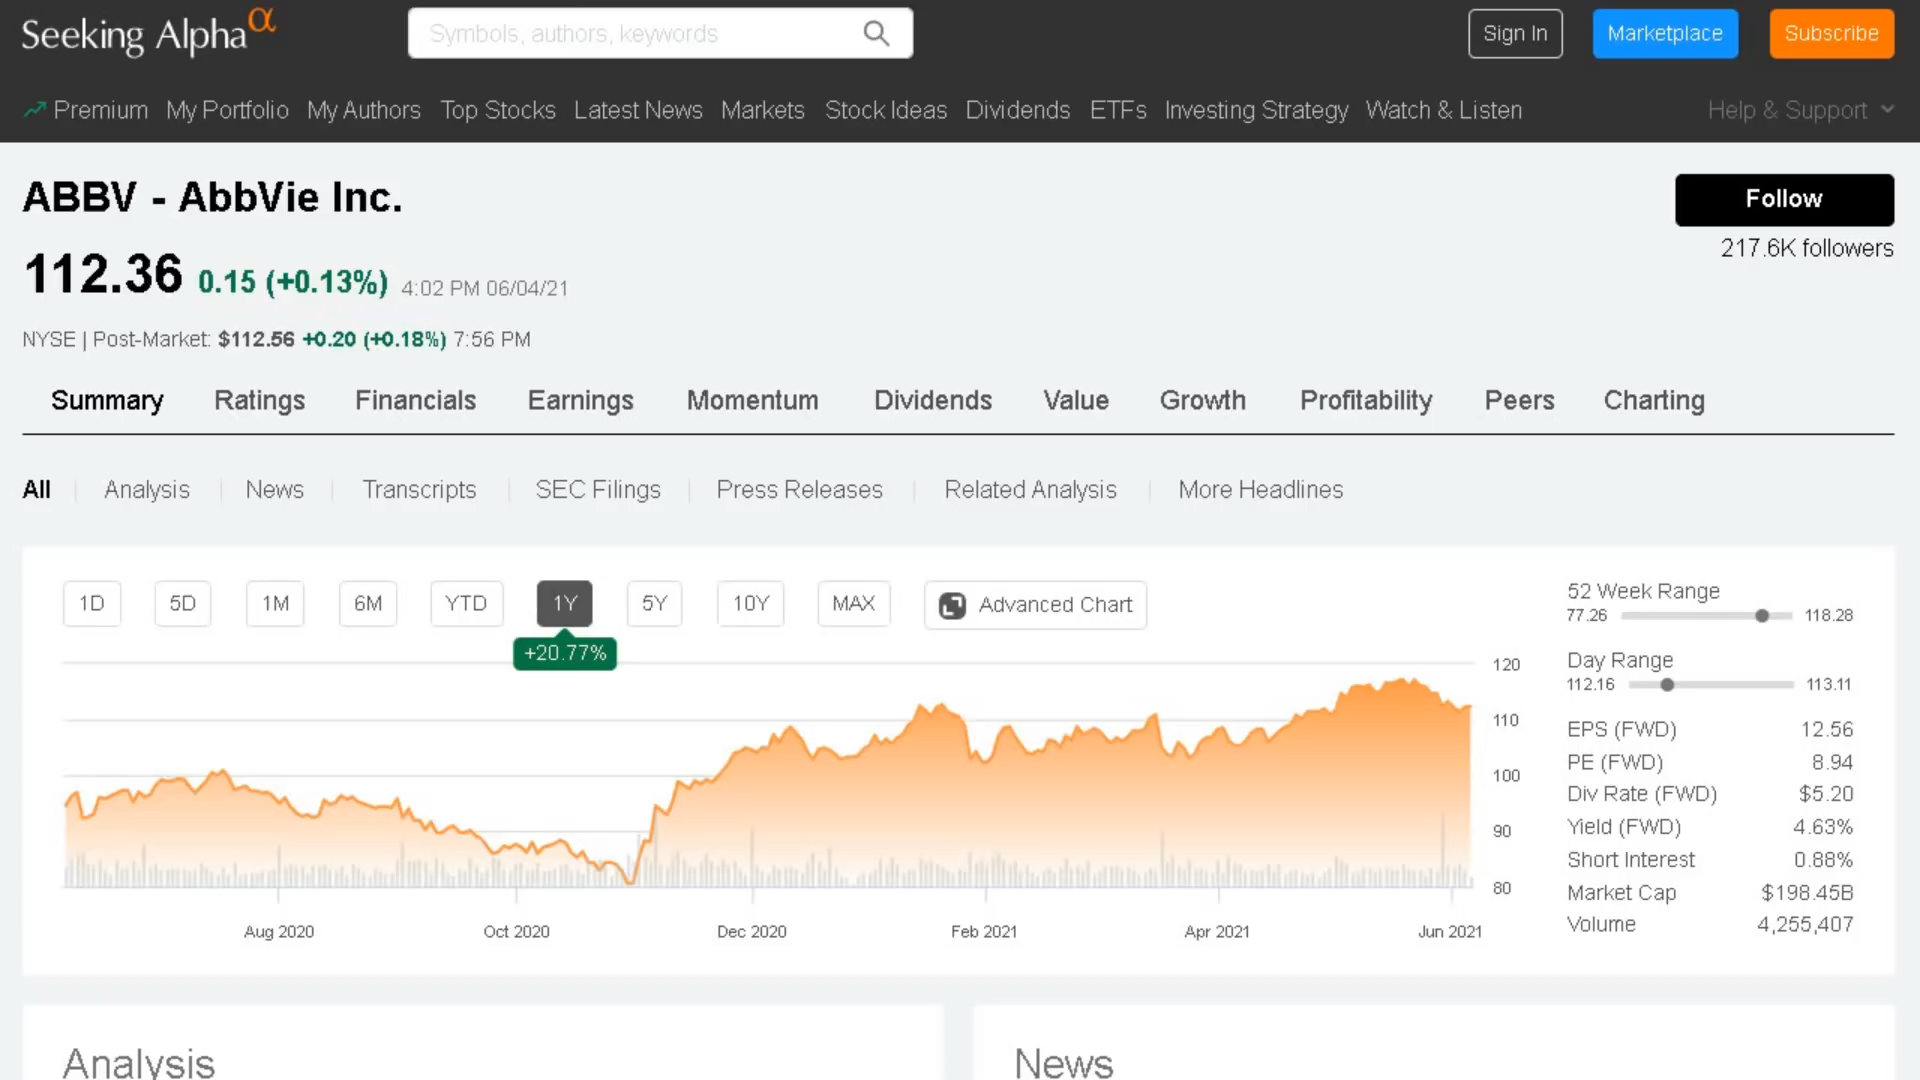 Seeking Alpha α
Symbols, authors, keywords
Sign In
Marketplace
Subscribe
Premium My Portfolio My Authors Top Stocks Latest News Markets Stock Ideas Dividends ETFs Investing Strategy Watch & Listen Help & Support
ABBV - AbbVie Inc.
Follow
217.6K followers
112.36 0.15 (+0.13%) 4:02 PM 06/04/21
NYSE | Post-Market: $112.56 +0.20 (+0.18%) 7:56 PM
Summary Ratings Financials Earnings Momentum Dividends Value Growth Profitability Peers Charting
All Analysis News Transcripts SEC Filings Press Releases Related Analysis More Headlines
1D 5D 1M 6M YTD 1Y 5Y 10Y MAX Advanced Chart
+20.77%
120
110
100
90
80
Aug 2020 Oct 2020 Dec 2020 Feb 2021 Apr 2021 Jun 2021
52 Week Range
77.26 118.28
Day Range
112.16 113.11
EPS (FWD) 12.56
PE (FWD) 8.94
Div Rate (FWD) $5.20
Yield (FWD) 4.63%
Short Interest 0.88%
Market Cap $198.45B
Volume 4,255,407
Analysis
News